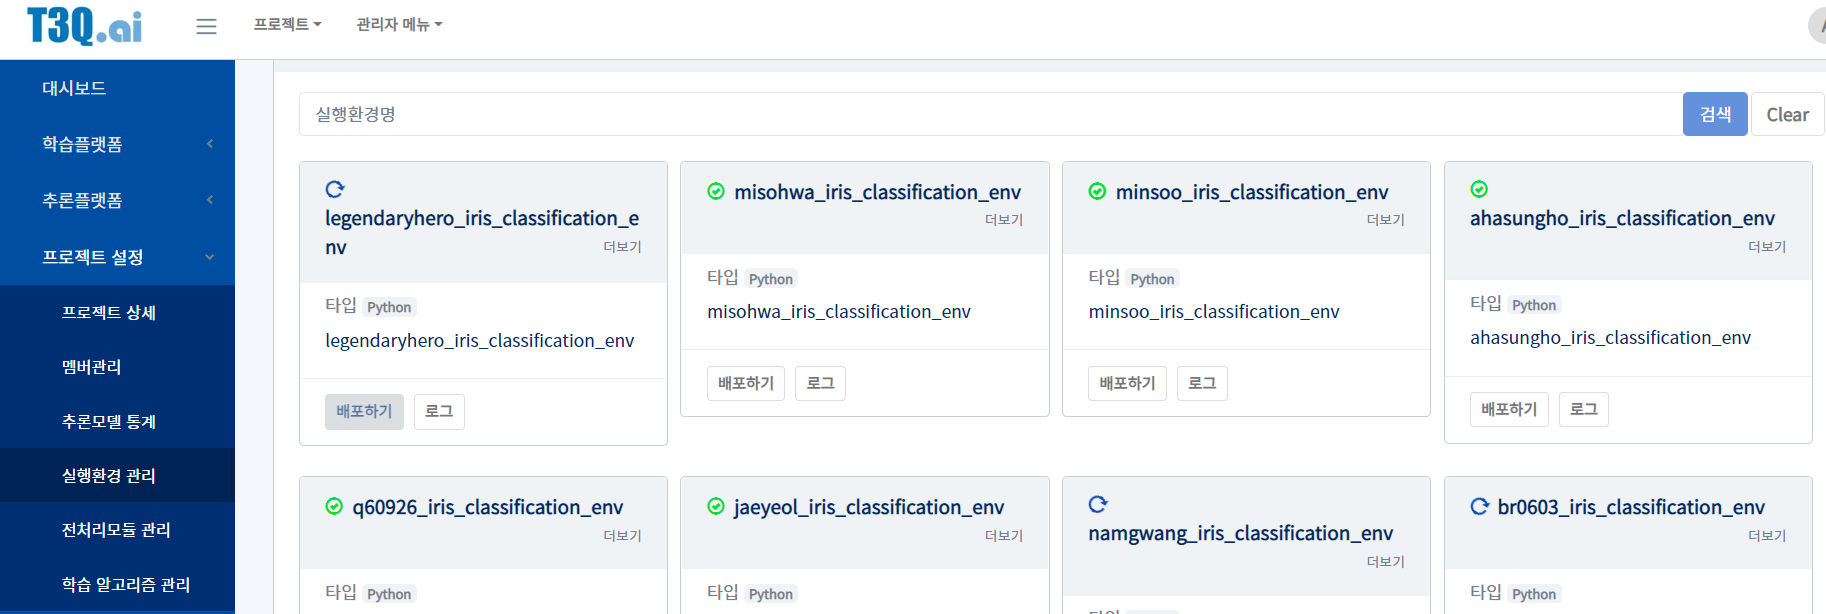 T3Q.ai
프로젝트
관리자 메뉴
대시보드
학습플랫폼
추론플랫폼
프로젝트 설정
프로젝트 상세
멤버관리
추론모델 통계
실행환경 관리
전처리모듈 관리
학습 알고리즘 관리
실행환경명
검색
Clear
legendaryhero_iris_classification_e
nv
더보기
타입 Python
legendaryhero_iris_classification_env
배포하기 로그
misohwa_iris_classification_env
더보기
타입 Python
misohwa_iris_classification_env
배포하기 로그
minsoo_iris_classification_env
더보기
타입 Python
minsoo_iris_classification_env
배포하기 로그
ahasungho_iris_classification_env
더보기
타입 Python
ahasungho_iris_classification_env
배포하기 로그
q60926_iris_classification_env
더보기
타입 Python
jaeyeol_iris_classification_env
더보기
타입 Python
namgwang_iris_classification_env
더보기
br0603_iris_classification_env
더보기
타입 Python